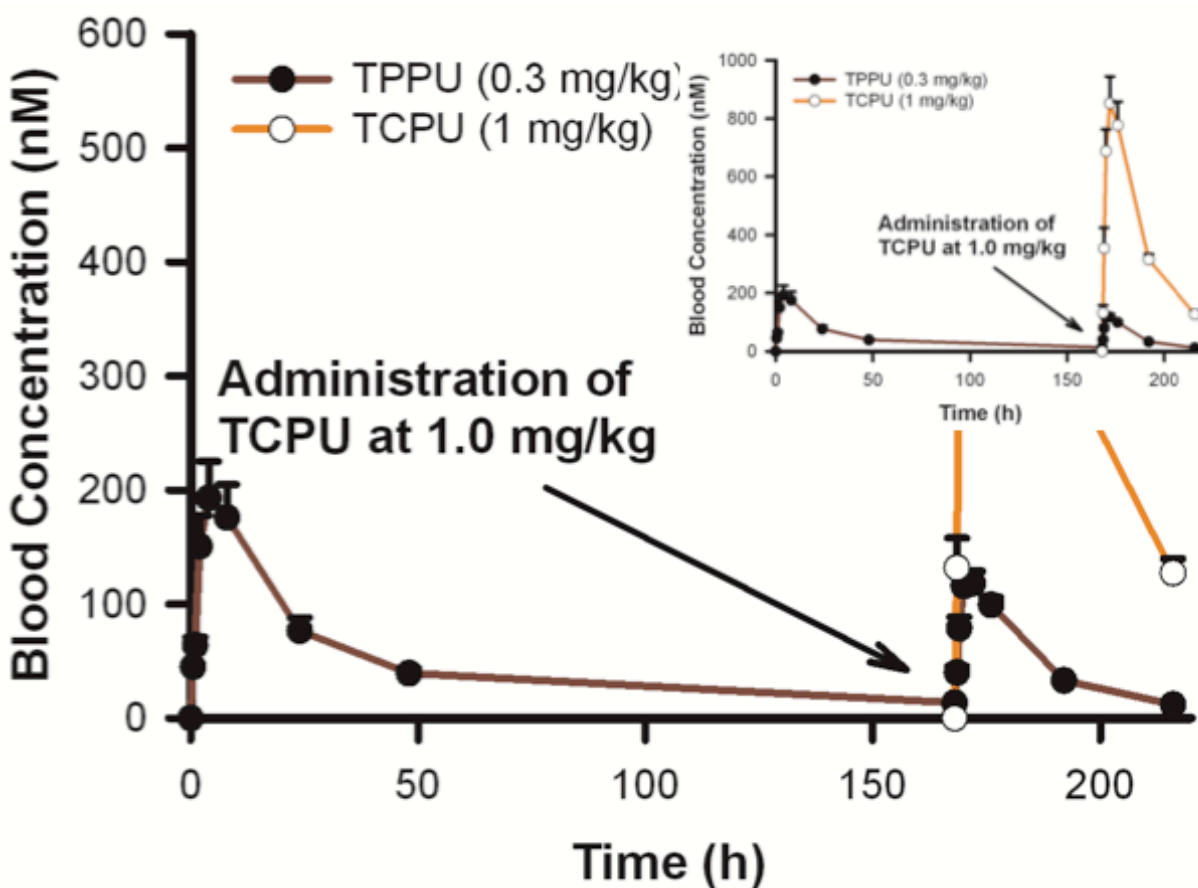 600
500
400
300
200
100
0
Blood Concentration (nM)
TPPU (0.3 mg/kg)
TCPU (1 mg/kg)
Administration of
TCPU at 1.0 mg/kg
0
50
100
150
200
Time (h)
1000
800
600
400
200
0
Blood Concentration (nM)
TPPU (0.3 mg/kg)
TCPU (1 mg/kg)
Administration of
TCPU at 1.0 mg/kg
0
50
100
150
200
Time (h)